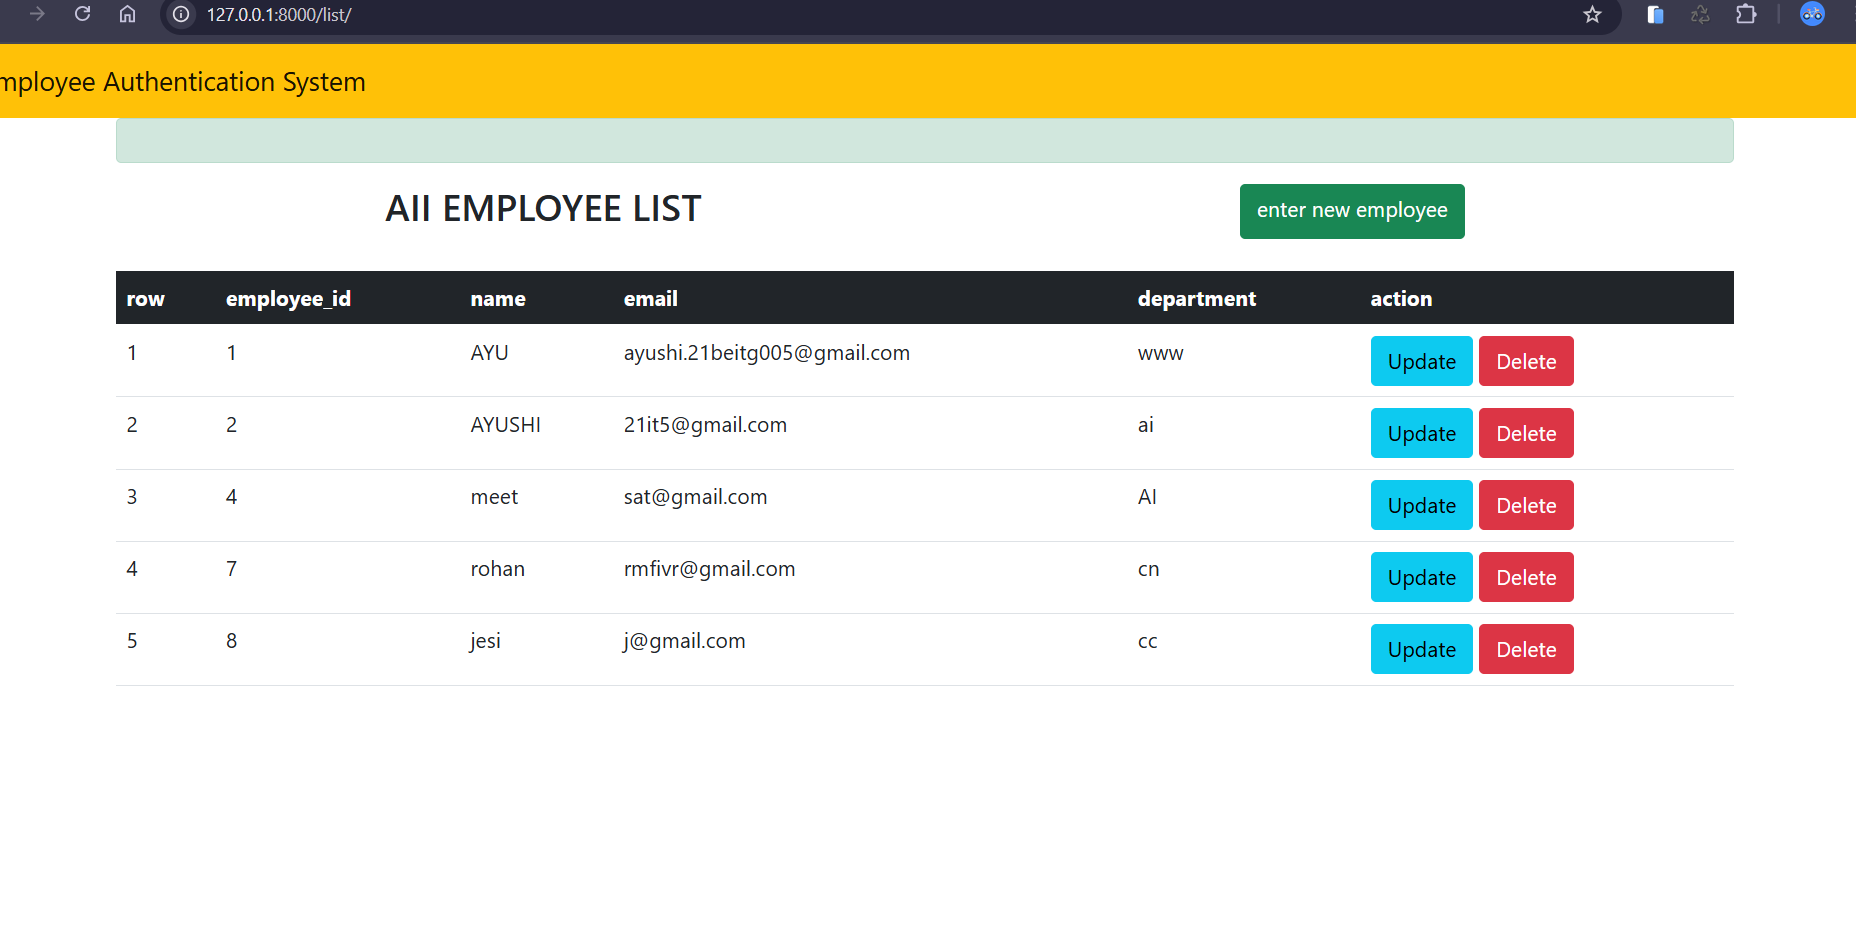 127.0.0.1:8000/list/
mployee Authentication System
All EMPLOYEE LIST
enter new employee
row employee_id name email department action
1 1 AYU ayushi.21beitg005@gmail.com www Update Delete
2 2 AYUSHI 21it5@gmail.com ai Update Delete
3 4 meet sat@gmail.com AI Update Delete
4 7 rohan rmfivr@gmail.com cn Update Delete
5 8 jesi j@gmail.com cc Update Delete